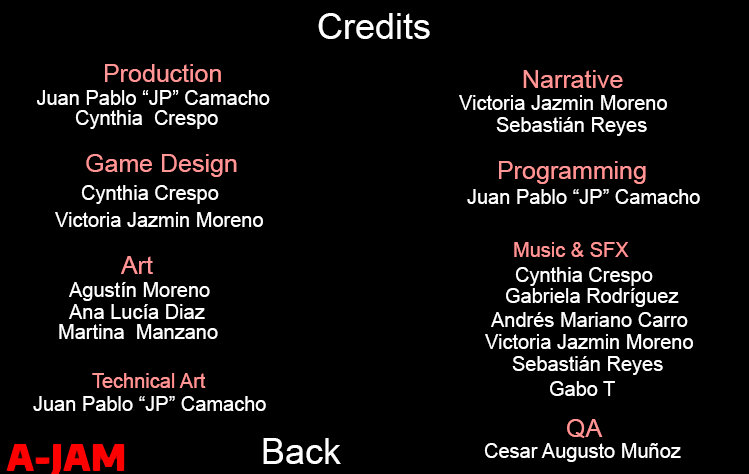 Credits
Production
Juan Pablo “JP” Camacho
Cynthia Crespo
Game Design
Cynthia Crespo
Victoria Jazmin Moreno
Art
Agustín Moreno
Ana Lucía Diaz
Martina Manzano
Technical Art
Juan Pablo “JP” Camacho
Narrative
Victoria Jazmin Moreno
Sebastián Reyes
Programming
Juan Pablo “JP” Camacho
Music & SFX
Cynthia Crespo
Gabriela Rodríguez
Andrés Mariano Carro
Victoria Jazmin Moreno
Sebastián Reyes
Gabo T
QA
Cesar Augusto Muñoz
A-JAM
Back